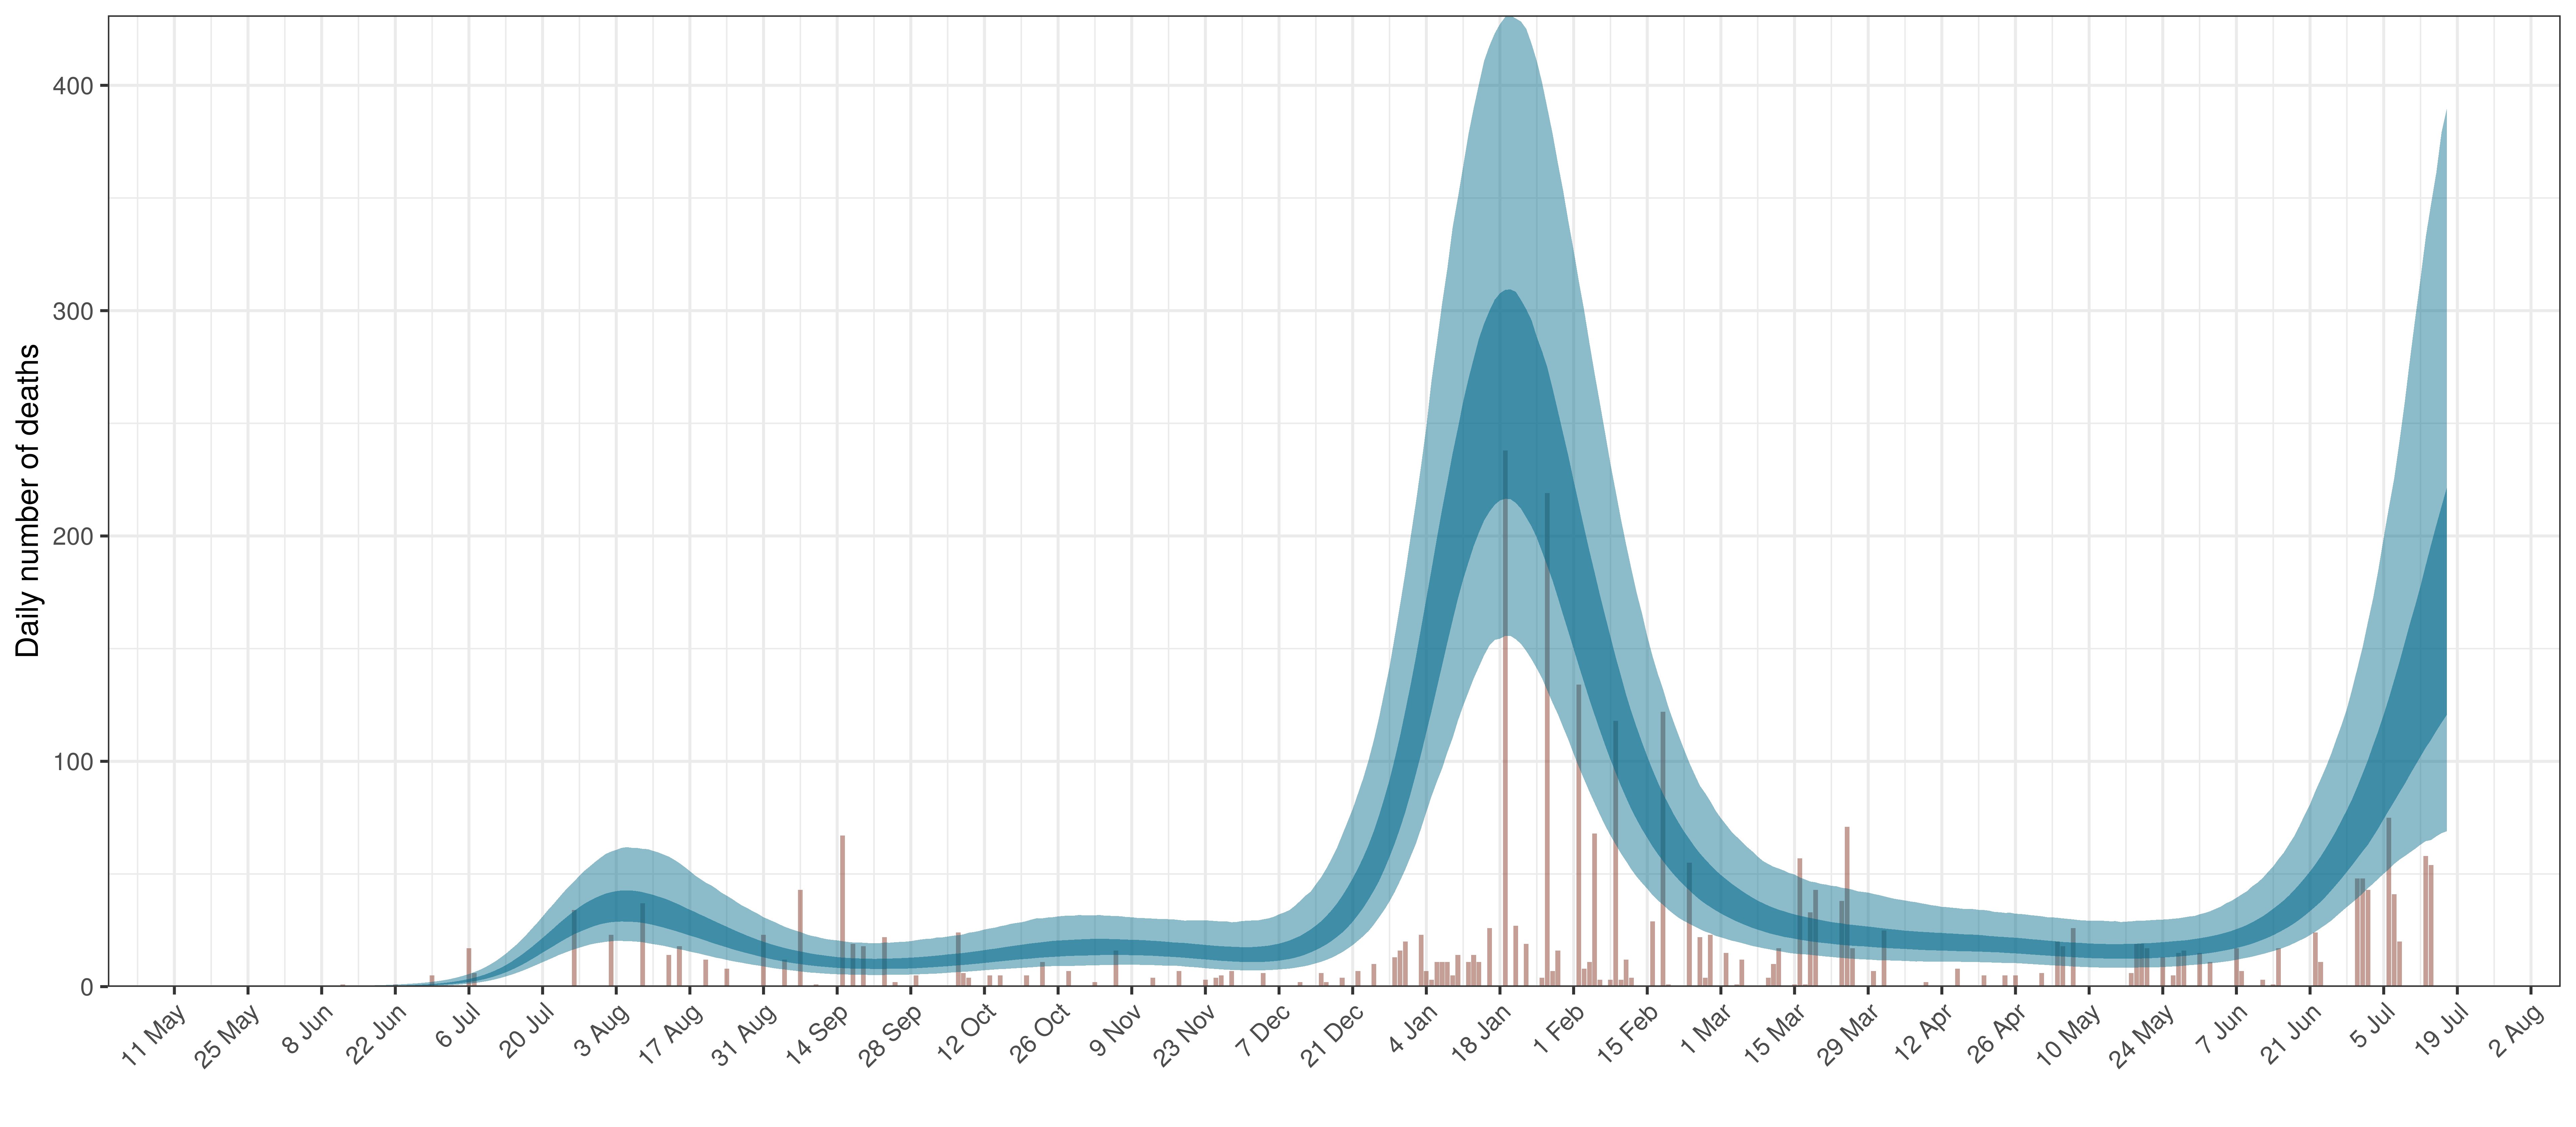 Daily number of deaths
400
300
200
100
0
11 May
25 May
8 Jun
22 Jun
6 Jul
20 Jul
3 Aug
17 Aug
31 Aug
14 Sep
28 Sep
12 Oct
26 Oct
9 Nov
23 Nov
7 Dec
21 Dec
4 Jan
18 Jan
1 Feb
15 Feb
1 Mar
15 Mar
29 Mar
12 Apr
26 Apr
10 May
24 May
7 Jun
21 Jun
5 Jul
19 Jul
2 Aug